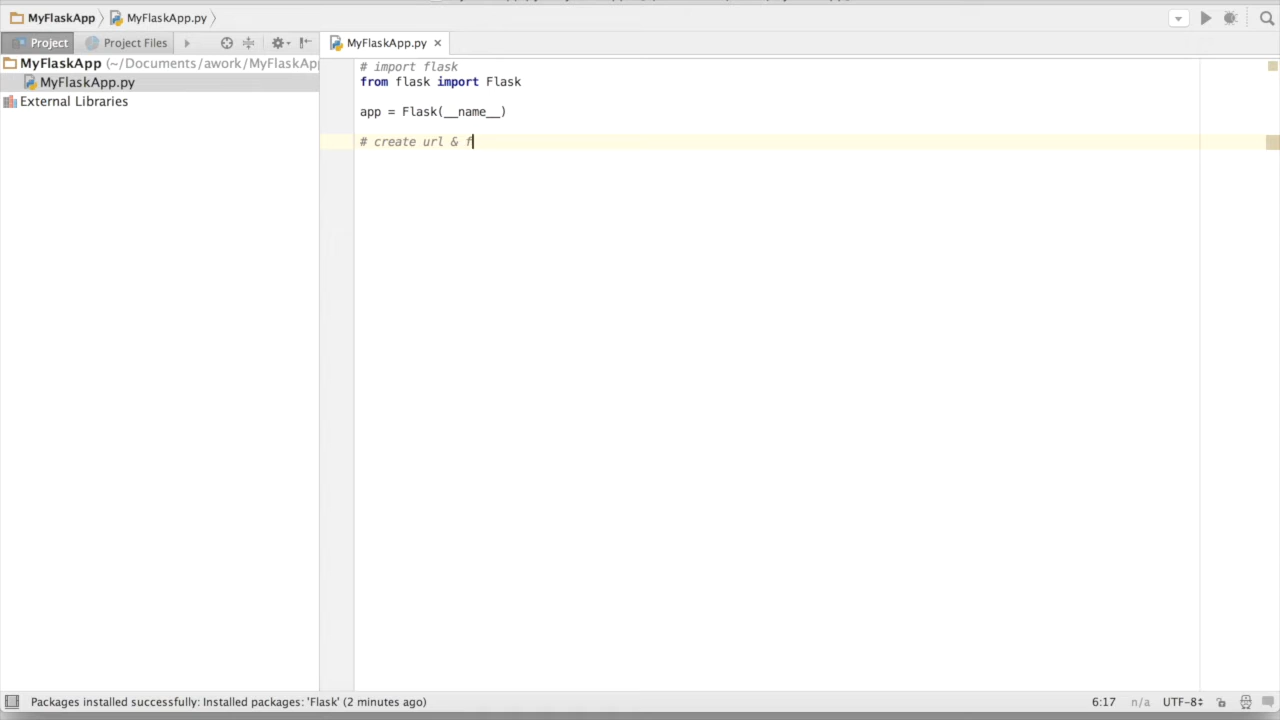 MyFlaskApp MyFlaskApp.py
Project Project Files MyFlaskApp.py
MyFlaskApp (~/Documents/awork/MyFlaskApp
MyFlaskApp.py
External Libraries
# import flask
from flask import Flask
app = Flask(__name__)
# create url & f
Packages installed successfully: Installed packages: 'Flask' (2 minutes ago) 6:17 n/a UTF-8